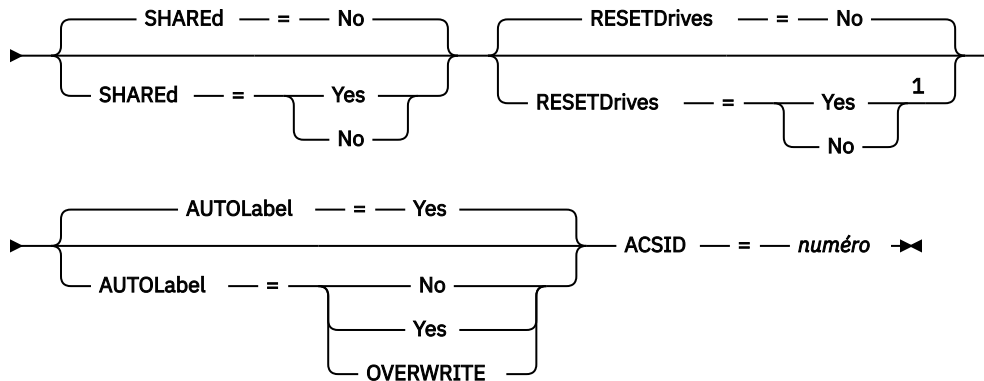 SHAREd = No RESETDrives = No
SHAREd = Yes RESETDrives = Yes 1
No No
AUTOLabel = Yes
ACSID = numéro
AUTOLabel = No
Yes
OVERWRITE